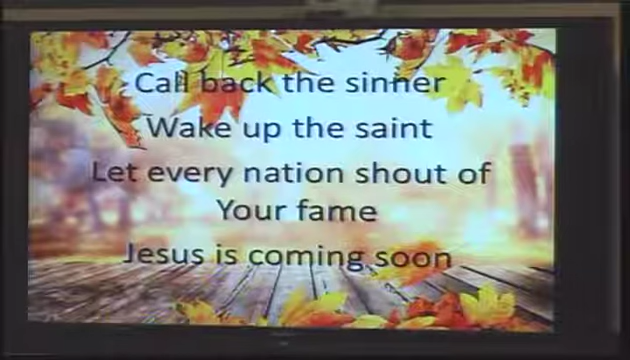 Call back the sinner
Wake up the saint
Let every nation shout of
Your fame
Jesus is coming soon